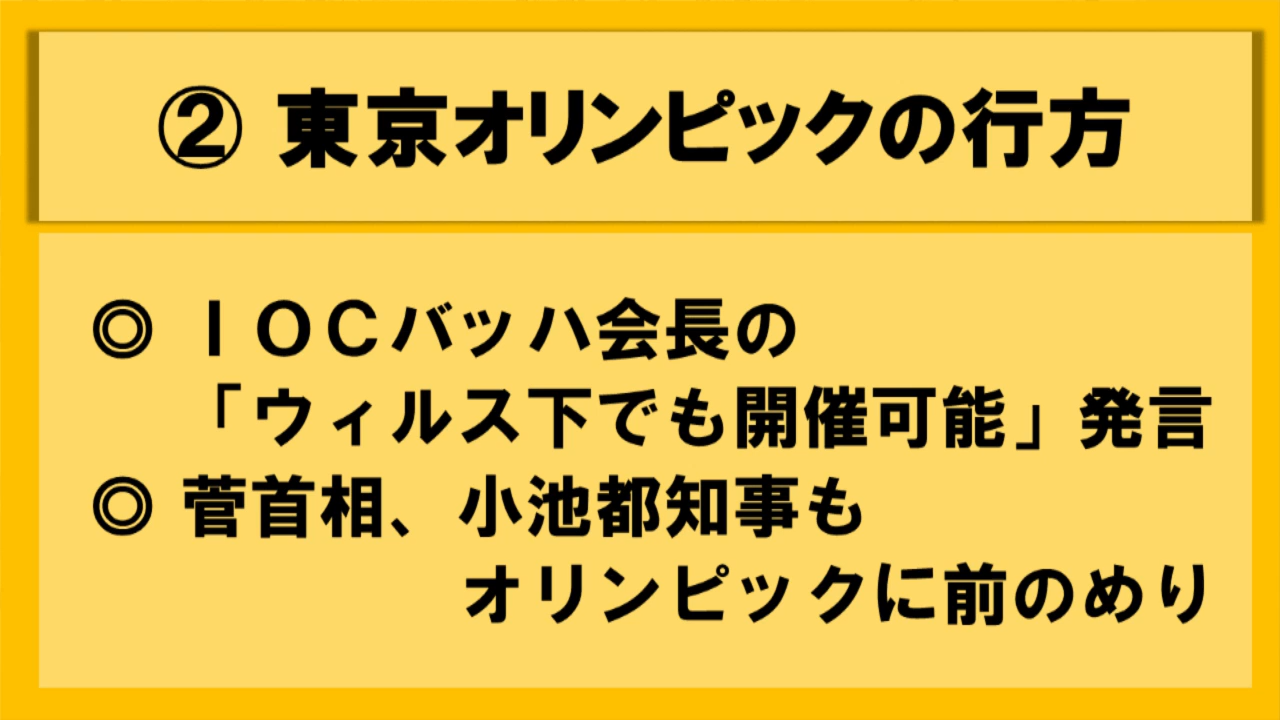 ② 東京オリンピックの行方
◎ ＩＯＣバッハ会長の
「ウィルス下でも開催可能」発言
◎ 菅首相、小池都知事も
オリンピックに前のめり